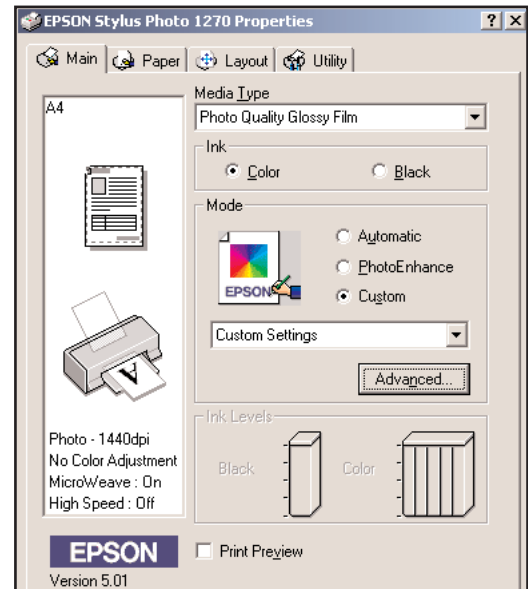 EPSON Stylus Photo 1270 Properties
Main
Paper
Layout
Utility
A4
Media Type
Photo Quality Glossy Film
Ink
Color
Black
Mode
EPSON
Automatic
PhotoEnhance
Custom
Custom Settings
Advanced...
Ink Levels
Black
Color
A
Photo - 1440dpi
No Color Adjustment
MicroWeave : On
High Speed : Off
EPSON
Version 5.01
Print Preview